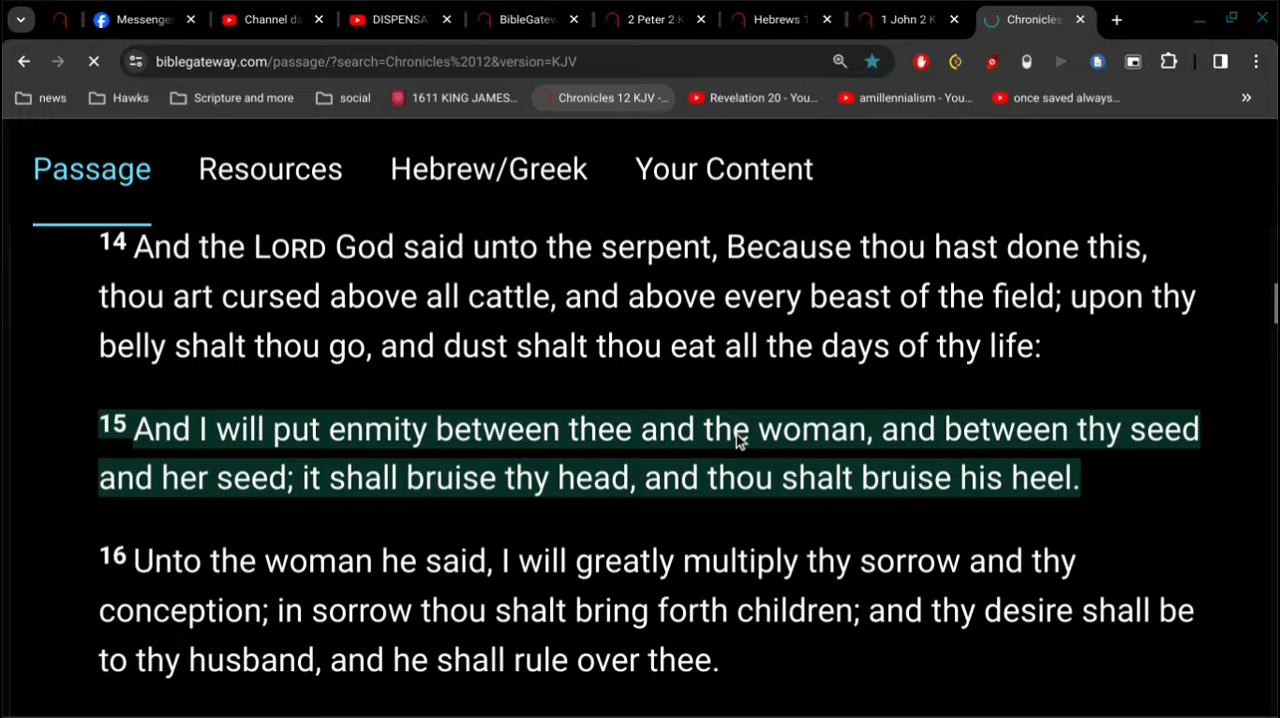 Messenge
Channel da
DISPENSA
BibleGatew
2 Peter 2 K
Hebrews 1
1 John 2 K
Chronicles
biblegateway.com/passage/?search=Chronicles%2012&version=KJV
news
Hawks
Scripture and more
social
1611 KING JAMES...
Chronicles 12 KJV -...
Revelation 20 - You...
amillennialism - You...
once saved always...
Passage
Resources
Hebrew/Greek
Your Content
14 And the LORD God said unto the serpent, Because thou hast done this,
thou art cursed above all cattle, and above every beast of the field; upon thy
belly shalt thou go, and dust shalt thou eat all the days of thy life:
15 And I will put enmity between thee and the woman, and between thy seed
and her seed; it shall bruise thy head, and thou shalt bruise his heel.
16 Unto the woman he said, I will greatly multiply thy sorrow and thy
conception; in sorrow thou shalt bring forth children; and thy desire shall be
to thy husband, and he shall rule over thee.